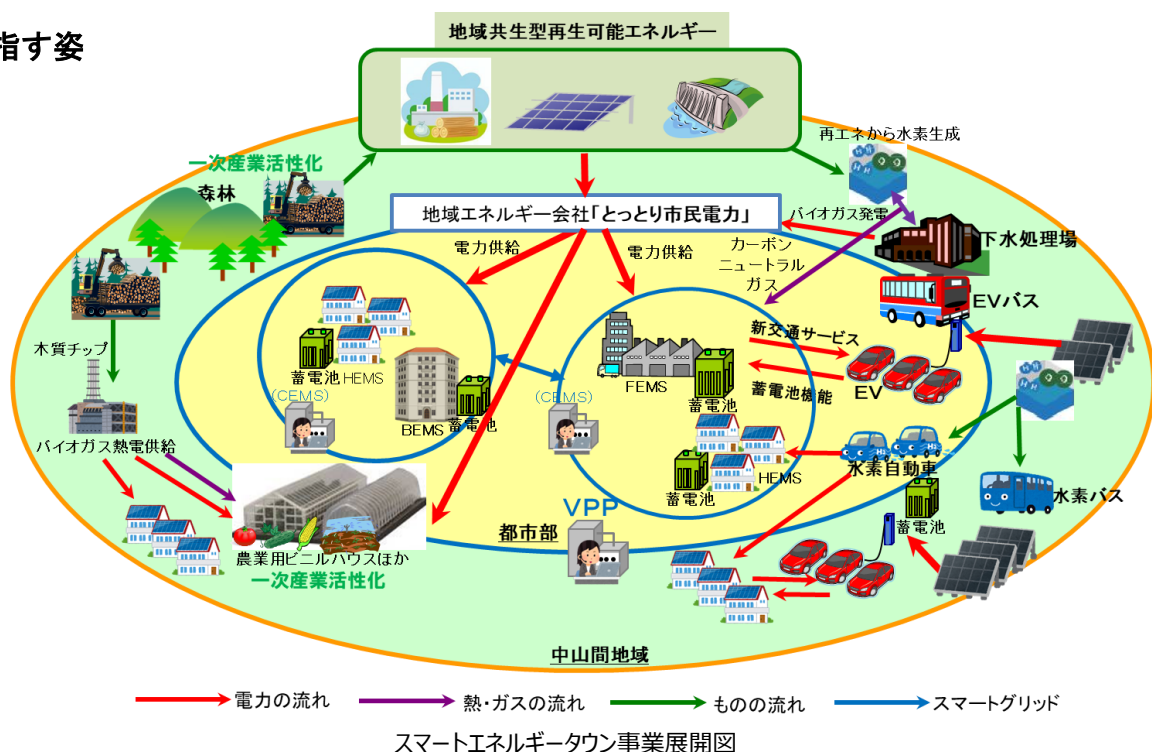 指す姿
地域共生型再生可能エネルギー
再エネから水素生成
一次産業活性化
森林
地域エネルギー会社「とっとり市民電力」
バイオガス発電
下水処理場
電力供給
電力供給
カーボン
ニュートラル
ガス
EVバス
新交通サービス
木質チップ
FEMS
蓄電池 HEMS
蓄電池機能
EV
(CEMS)
(CEMS)
蓄電池
BEMS
蓄電池
バイオガス熱電供給
水素自動車
HEMS
蓄電池
水素バス
VPP
蓄電池
都市部
農業用ビニルハウスほか
一次産業活性化
中山間地域
電力の流れ
熱・ガスの流れ
ものの流れ
スマートグリッド
スマートエネルギータウン事業展開図